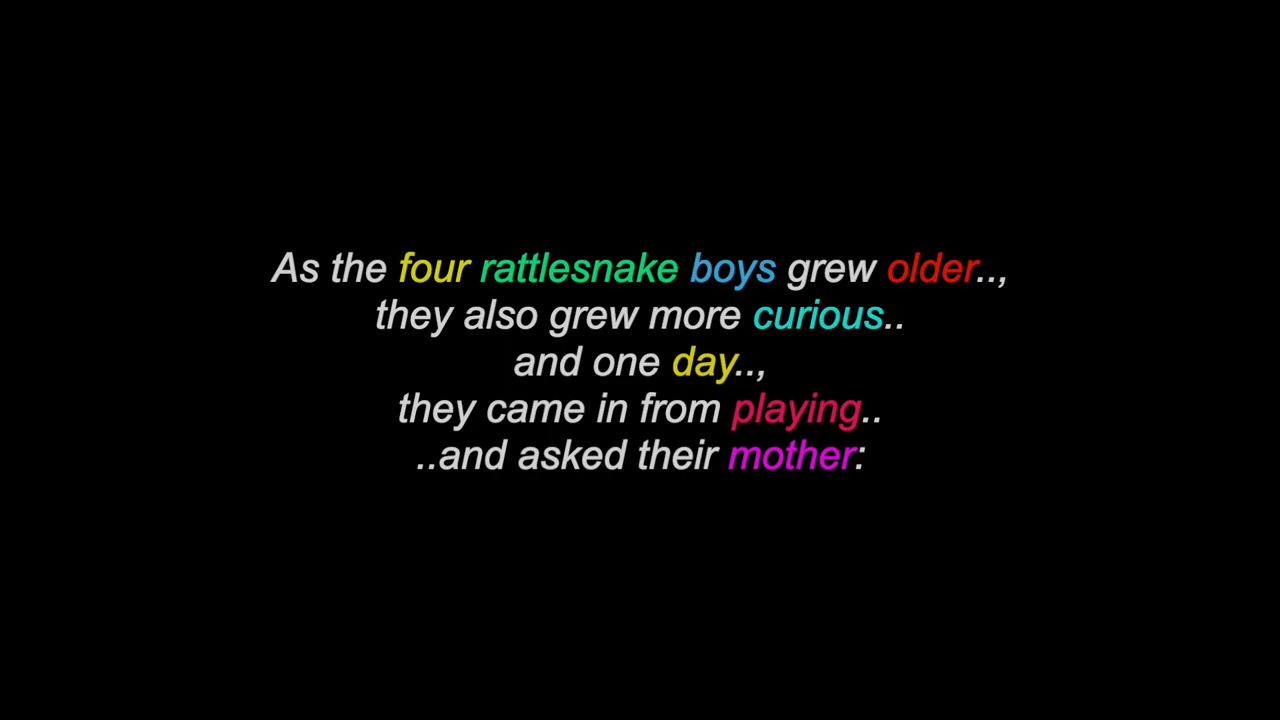 As the four rattlesnake boys grew older..,
they also grew more curious..
and one day..,
they came in from playing..
..and asked their mother: